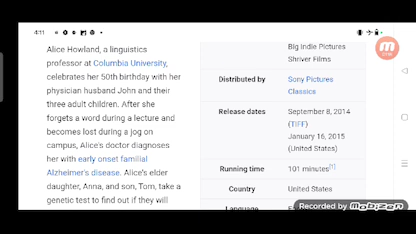 4:11
Alice Howland, a linguistics
professor at Columbia University,
celebrates her 50th birthday with her
physician husband John and their
three adult children. After she
forgets a word during a lecture and
becomes lost during a jog on
campus, Alice's doctor diagnoses
her with early onset familial
Alzheimer's disease. Alice's elder
daughter, Anna, and son, Tom, take a
genetic test to find out if they will
Big Indie Pictures
Shriver Films
Distributed by
Sony Pictures
Classics
Release dates
September 8, 2014
(TIFF)
January 16, 2015
(United States)
Running time
101 minutes[1]
Country
United States
Language
Recorded by Mobizen